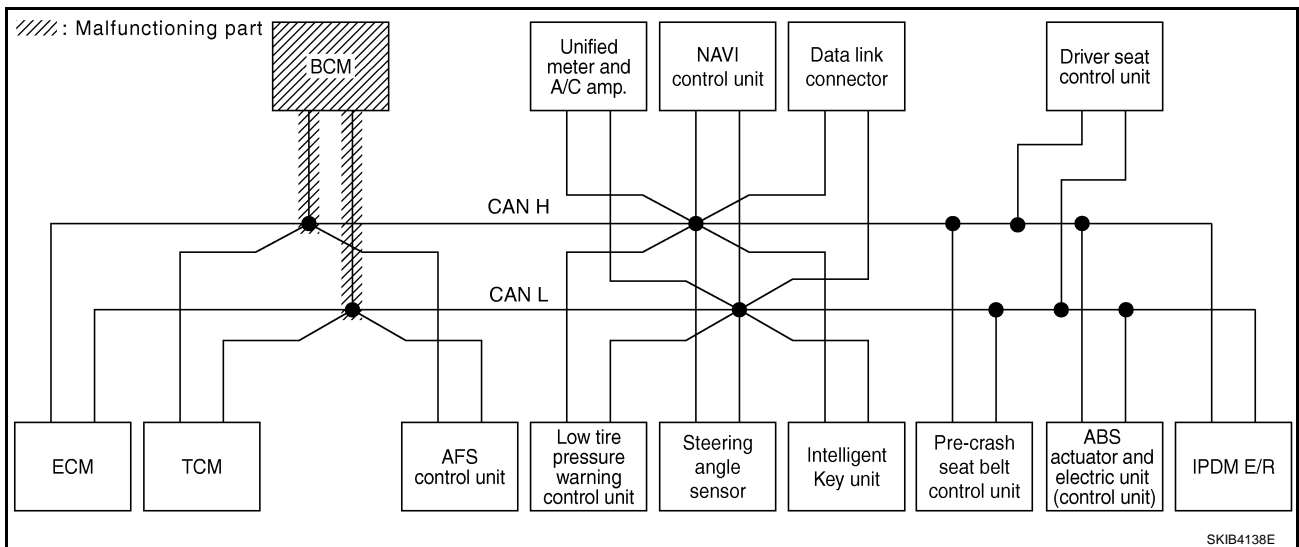 : Malfunctioning part
BCM
Unified
meter and
A/C amp.
NAVI
control unit
Data link
connector
Driver seat
control unit
CAN H
CAN L
ECM
TCM
AFS
control unit
Low tire
pressure
warning
control unit
Steering
angle
sensor
Intelligent
Key unit
Pre-crash
seat belt
control unit
ABS
actuator and
electric unit
(control unit)
IPDM E/R
SKIB4138E